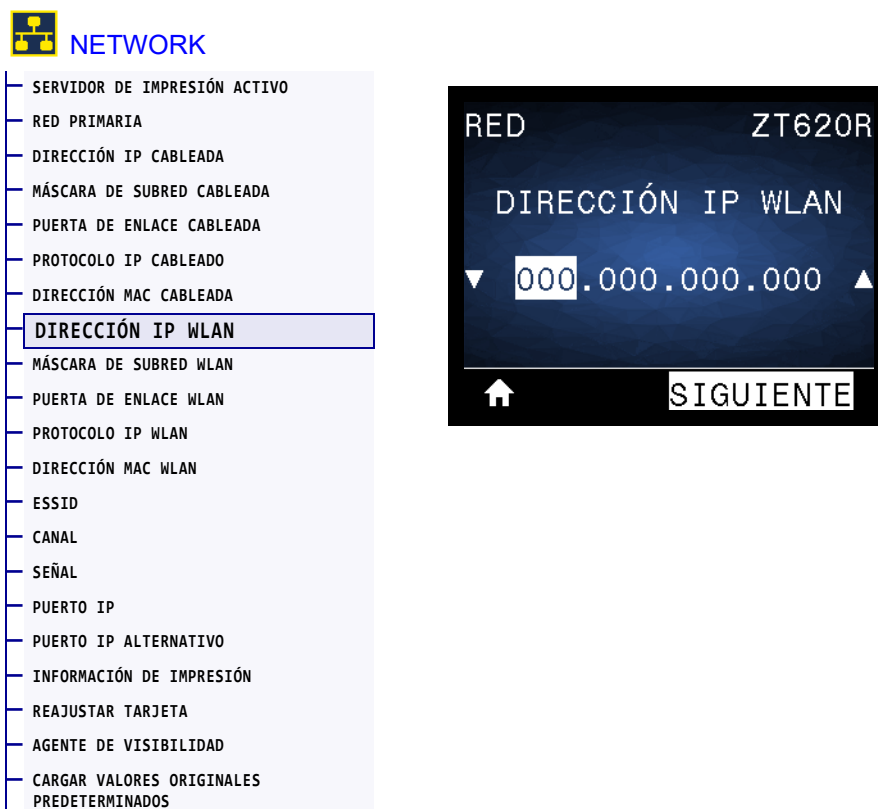 NETWORK
SERVIDOR DE IMPRESIÓN ACTIVO
RED PRIMARIA
DIRECCIÓN IP CABLEADA
MÁSCARA DE SUBRED CABLEADA
PUERTA DE ENLACE CABLEADA
PROTOCOLO IP CABLEADO
DIRECCIÓN MAC CABLEADA
DIRECCIÓN IP WLAN
MÁSCARA DE SUBRED WLAN
PUERTA DE ENLACE WLAN
PROTOCOLO IP WLAN
DIRECCIÓN MAC WLAN
ESSID
CANAL
SEÑAL
PUERTO IP
PUERTO IP ALTERNATIVO
INFORMACIÓN DE IMPRESIÓN
REAJUSTAR TARJETA
AGENTE DE VISIBILIDAD
CARGAR VALORES ORIGINALES
PREDETERMINADOS
RED ZT620R
DIRECCIÓN IP WLAN
▼ 000.000.000.000 ▲
SIGUIENTE